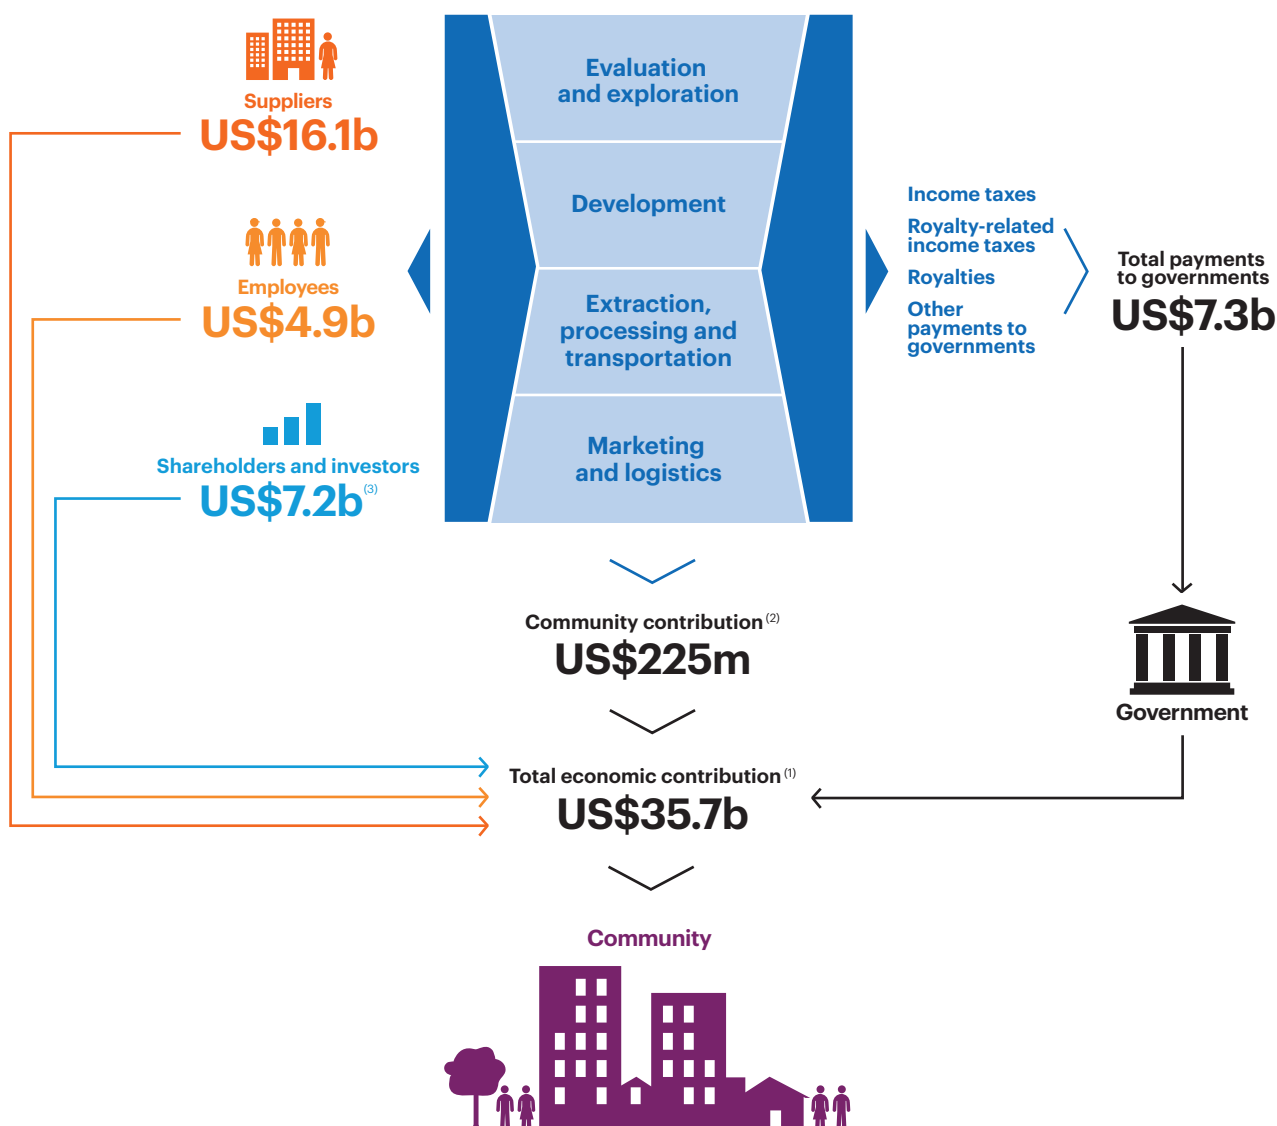 Suppliers
US$16.1b
Employees
US$4.9b
Shareholders and investors
US$7.2b(3)
Evaluation
and exploration
Development
Extraction,
processing and
transportation
Marketing
and logistics
Income taxes
Royalty-related
income taxes
Royalties
Other
payments to
governments
Total payments
to governments
US$7.3b
Government
Community contribution(2)
US$225m
Total economic contribution(1)
US$35.7b
Community